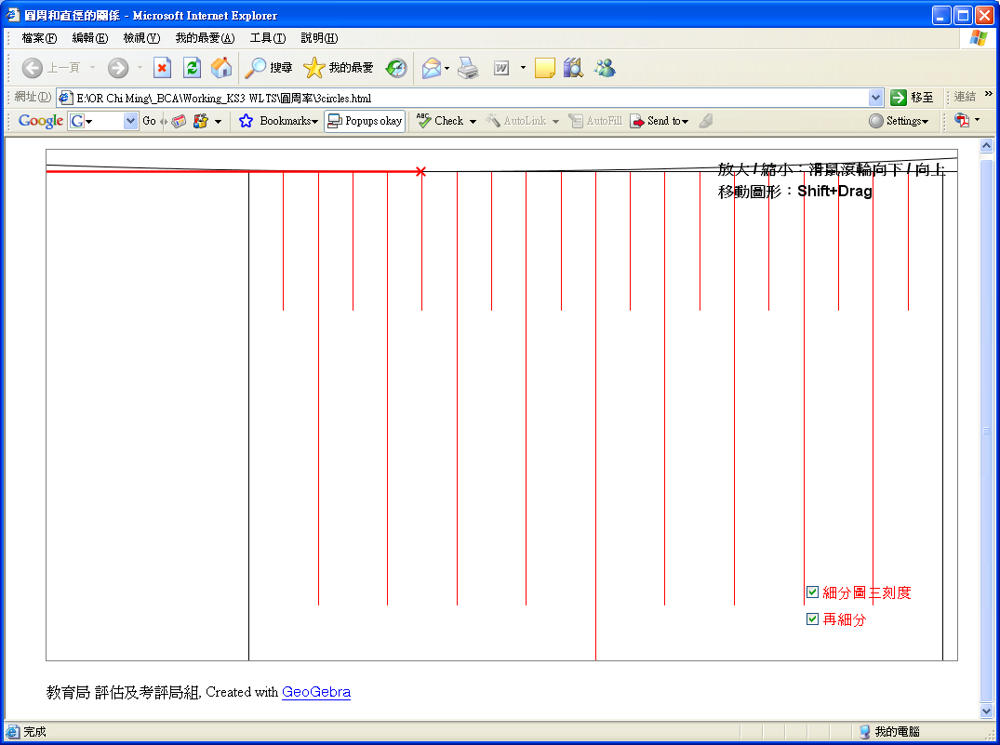 圓周和直徑的關係 - Microsoft Internet Explorer
檔案(F) 編輯(E) 檢視(V) 我的最愛(A) 工具(T) 說明(H)
上一頁 搜尋 我的最愛
網址(D) E:\OR Chi Ming\_BCA\Working_KS3 WLTS\圓周率\3circles.html 移至 連結 »
Google G Go Bookmarks Popups okay ABC Check AutoLink AutoFill Send to Settings
放大 / 縮小：滑鼠滾輪向下 / 向上
移動圖形：Shift+Drag
細分圖三刻度
再細分
教育局 評估及考評局組, Created with GeoGebra
完成 我的電腦